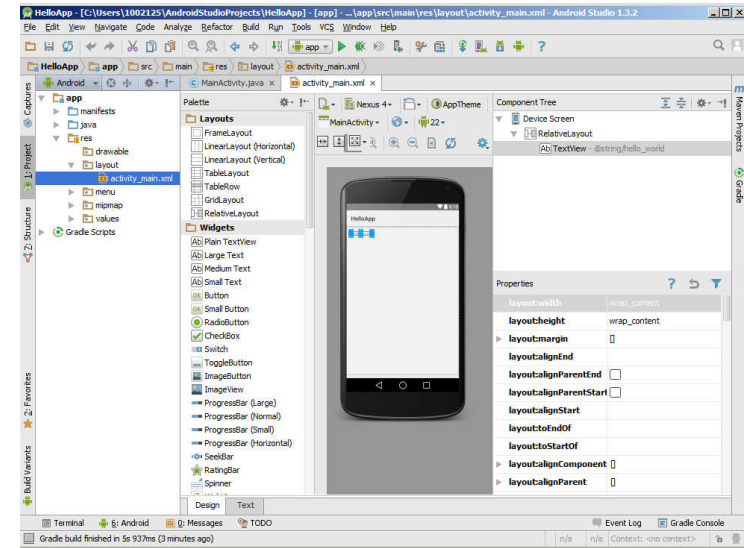 HelloApp - [C:\Users\1002125\AndroidStudioProjects\HelloApp] - [app] - ...\app\src\main\res\layout\activity_main.xml - Android Studio 1.3.2
File Edit View Navigate Code Analyze Refactor Build Run Tools VCS Window Help
app
HelloApp app src main res layout activity_main.xml
Android
MainActivity.java
activity_main.xml
Captures
1: Project
2: Structure
2: Favorites
Build Variants
app
manifests
java
res
drawable
layout
activity_main.xml
menu
mipmap
values
Gradle Scripts
Palette
Layouts
FrameLayout
LinearLayout (Horizontal)
LinearLayout (Vertical)
TableLayout
TableRow
GridLayout
RelativeLayout
Widgets
Ab Plain TextView
Ab Large Text
Ab Medium Text
Ab Small Text
OK Button
OK Small Button
RadioButton
CheckBox
Switch
ToggleButton
ImageButton
ImageView
ProgressBar (Large)
ProgressBar (Normal)
ProgressBar (Small)
ProgressBar (Horizontal)
SeekBar
RatingBar
Spinner
Design Text
Nexus 4 AppTheme
MainActivity 22
HelloApp
Component Tree
Device Screen
RelativeLayout
Ab TextView - @string/hello_world
Properties
layout:width wrap_content
layout:height wrap_content
layout:margin []
layout:alignEnd
layout:alignParentEnd
layout:alignParentStart
layout:alignStart
layout:toEndOf
layout:toStartOf
layout:alignComponent []
layout:alignParent []
m
Maven Projects
Gradle
Terminal 6: Android 0: Messages TODO Event Log Gradle Console
Gradle build finished in 5s 937ms (3 minutes ago) n/a n/a Context: <no context>